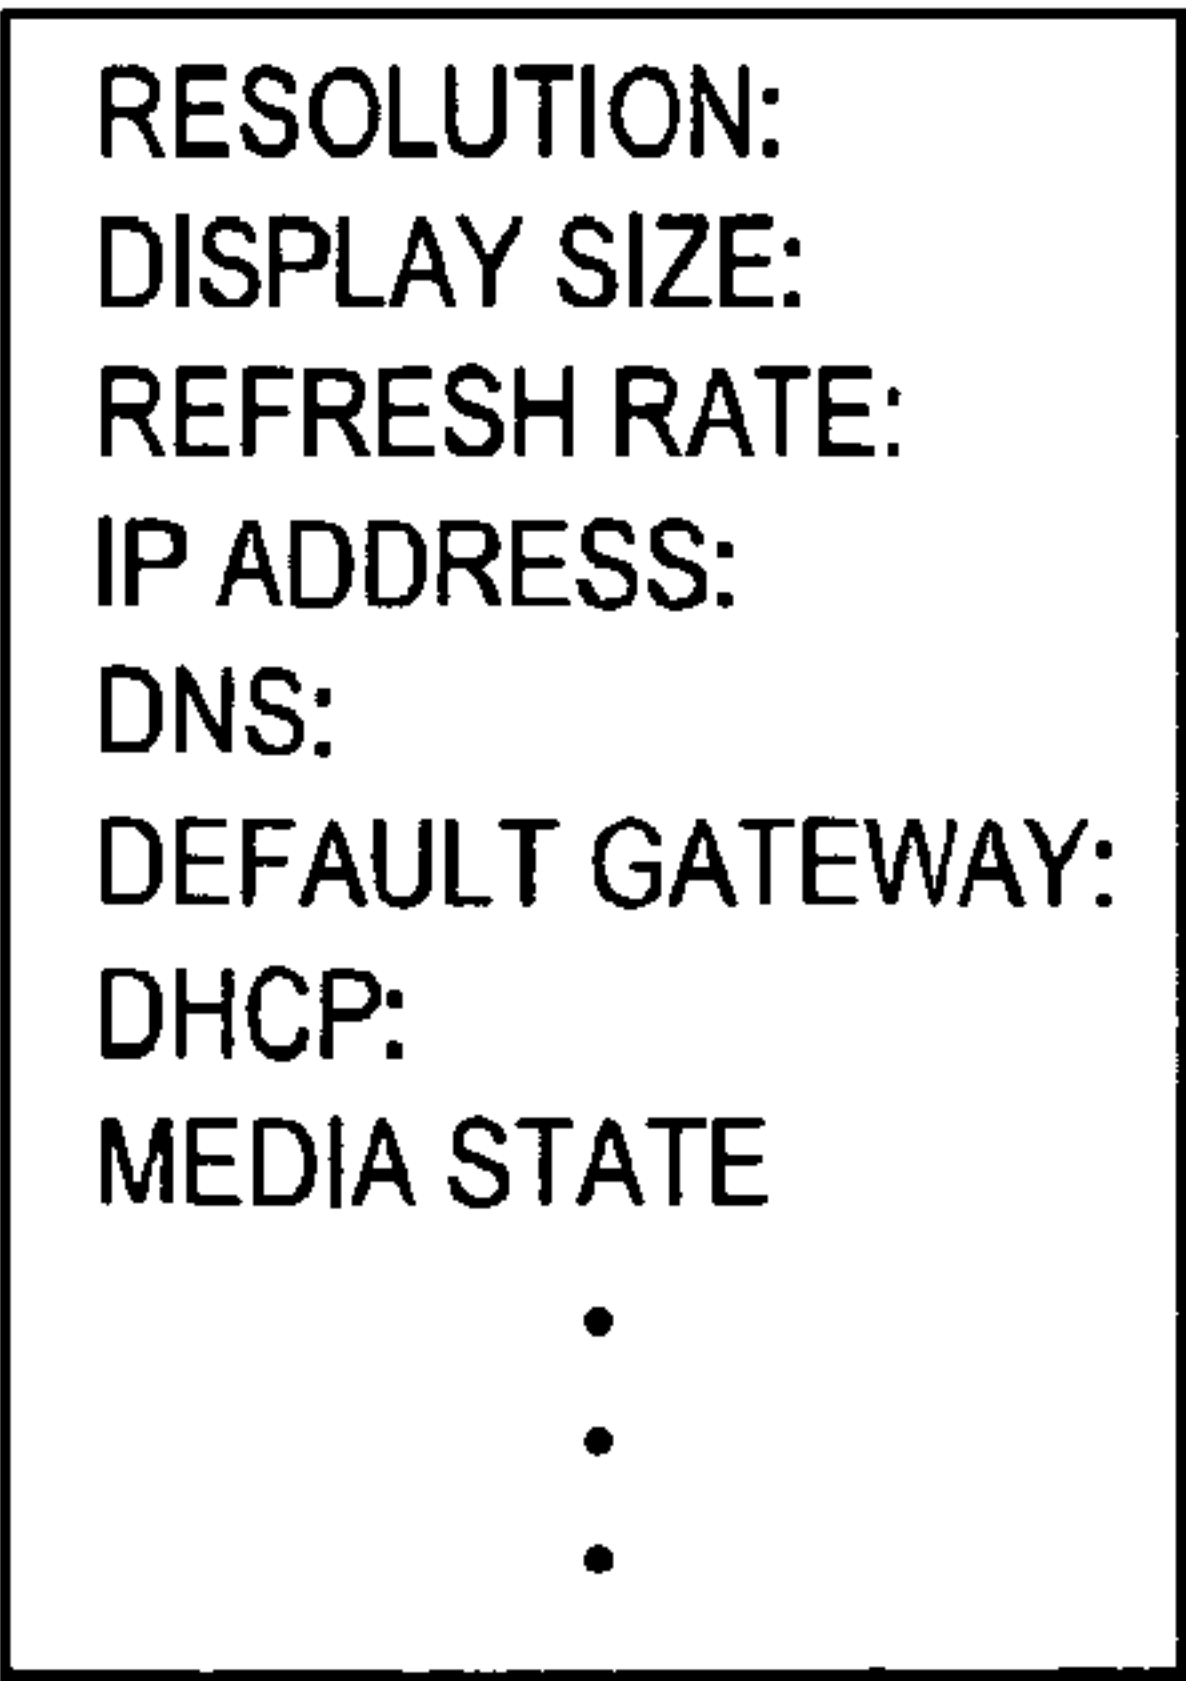 RESOLUTION:
DISPLAY SIZE:
REFRESH RATE:
IP ADDRESS:
DNS:
DEFAULT GATEWAY:
DHCP:
MEDIA STATE